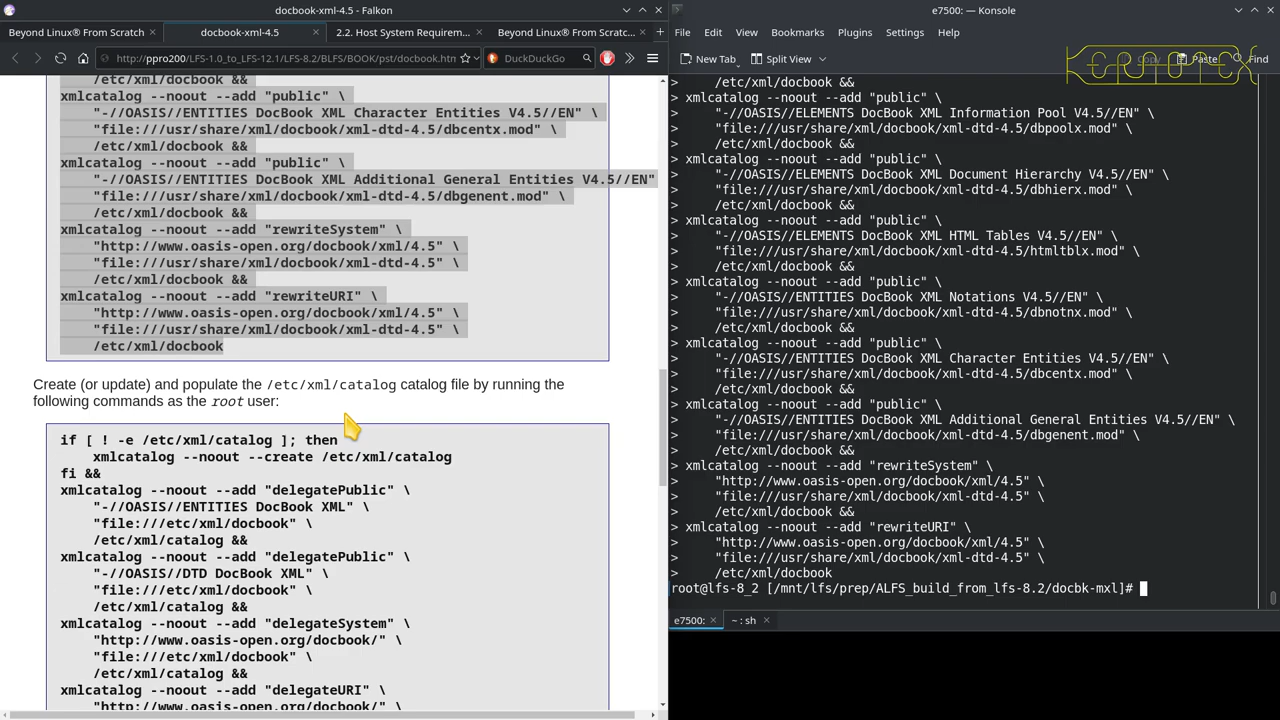 docbook-xml-4.5 - Falkon
Beyond Linux® From Scratch
docbook-xml-4.5
2.2. Host System Requirem...
Beyond Linux® From Scratc...
http://ppro200/LFS-1.0_to_LFS-12.1/LFS-8.2/BLFS/BOOK/pst/docbook.htm
DuckDuckGo
/etc/xml/docbook &&
xmlcatalog --noout --add "public" \
"-//OASIS//ENTITIES DocBook XML Character Entities V4.5//EN" \
"file:///usr/share/xml/docbook/xml-dtd-4.5/dbcentx.mod" \
/etc/xml/docbook &&
xmlcatalog --noout --add "public" \
"-//OASIS//ENTITIES DocBook XML Additional General Entities V4.5//EN"
"file:///usr/share/xml/docbook/xml-dtd-4.5/dbgenent.mod" \
/etc/xml/docbook &&
xmlcatalog --noout --add "rewriteSystem" \
"http://www.oasis-open.org/docbook/xml/4.5" \
"file:///usr/share/xml/docbook/xml-dtd-4.5" \
/etc/xml/docbook &&
xmlcatalog --noout --add "rewriteURI" \
"http://www.oasis-open.org/docbook/xml/4.5" \
"file:///usr/share/xml/docbook/xml-dtd-4.5" \
/etc/xml/docbook
Create (or update) and populate the /etc/xml/catalog catalog file by running the
following commands as the root user:
if [ ! -e /etc/xml/catalog ]; then
xmlcatalog --noout --create /etc/xml/catalog
fi &&
xmlcatalog --noout --add "delegatePublic" \
"-//OASIS//ENTITIES DocBook XML" \
"file:///etc/xml/docbook" \
/etc/xml/catalog &&
xmlcatalog --noout --add "delegatePublic" \
"-//OASIS//DTD DocBook XML" \
"file:///etc/xml/docbook" \
/etc/xml/catalog &&
xmlcatalog --noout --add "delegateSystem" \
"http://www.oasis-open.org/docbook/" \
"file:///etc/xml/docbook" \
/etc/xml/catalog &&
xmlcatalog --noout --add "delegateURI" \
"http://www.oasis-open.org/docbook/" \
e7500: — Konsole
File Edit View Bookmarks Plugins Settings Help
New Tab Split View Copy Paste Find
> /etc/xml/docbook &&
> xmlcatalog --noout --add "public" \
> "-//OASIS//ELEMENTS DocBook XML Information Pool V4.5//EN" \
> "file:///usr/share/xml/docbook/xml-dtd-4.5/dbpoolx.mod" \
> /etc/xml/docbook &&
> xmlcatalog --noout --add "public" \
> "-//OASIS//ELEMENTS DocBook XML Document Hierarchy V4.5//EN" \
> "file:///usr/share/xml/docbook/xml-dtd-4.5/dbhierx.mod" \
> /etc/xml/docbook &&
> xmlcatalog --noout --add "public" \
> "-//OASIS//ELEMENTS DocBook XML HTML Tables V4.5//EN" \
> "file:///usr/share/xml/docbook/xml-dtd-4.5/htmltblx.mod" \
> /etc/xml/docbook &&
> xmlcatalog --noout --add "public" \
> "-//OASIS//ENTITIES DocBook XML Notations V4.5//EN" \
> "file:///usr/share/xml/docbook/xml-dtd-4.5/dbnotnx.mod" \
> /etc/xml/docbook &&
> xmlcatalog --noout --add "public" \
> "-//OASIS//ENTITIES DocBook XML Character Entities V4.5//EN" \
> "file:///usr/share/xml/docbook/xml-dtd-4.5/dbcentx.mod" \
> /etc/xml/docbook &&
> xmlcatalog --noout --add "public" \
> "-//OASIS//ENTITIES DocBook XML Additional General Entities V4.5//EN" \
> "file:///usr/share/xml/docbook/xml-dtd-4.5/dbgenent.mod" \
> /etc/xml/docbook &&
> xmlcatalog --noout --add "rewriteSystem" \
> "http://www.oasis-open.org/docbook/xml/4.5" \
> "file:///usr/share/xml/docbook/xml-dtd-4.5" \
> /etc/xml/docbook &&
> xmlcatalog --noout --add "rewriteURI" \
> "http://www.oasis-open.org/docbook/xml/4.5" \
> "file:///usr/share/xml/docbook/xml-dtd-4.5" \
> /etc/xml/docbook
root@lfs-8_2 [/mnt/lfs/prep/ALFS_build_from_lfs-8.2/docbk-mxl]#
e7500:
~ : sh